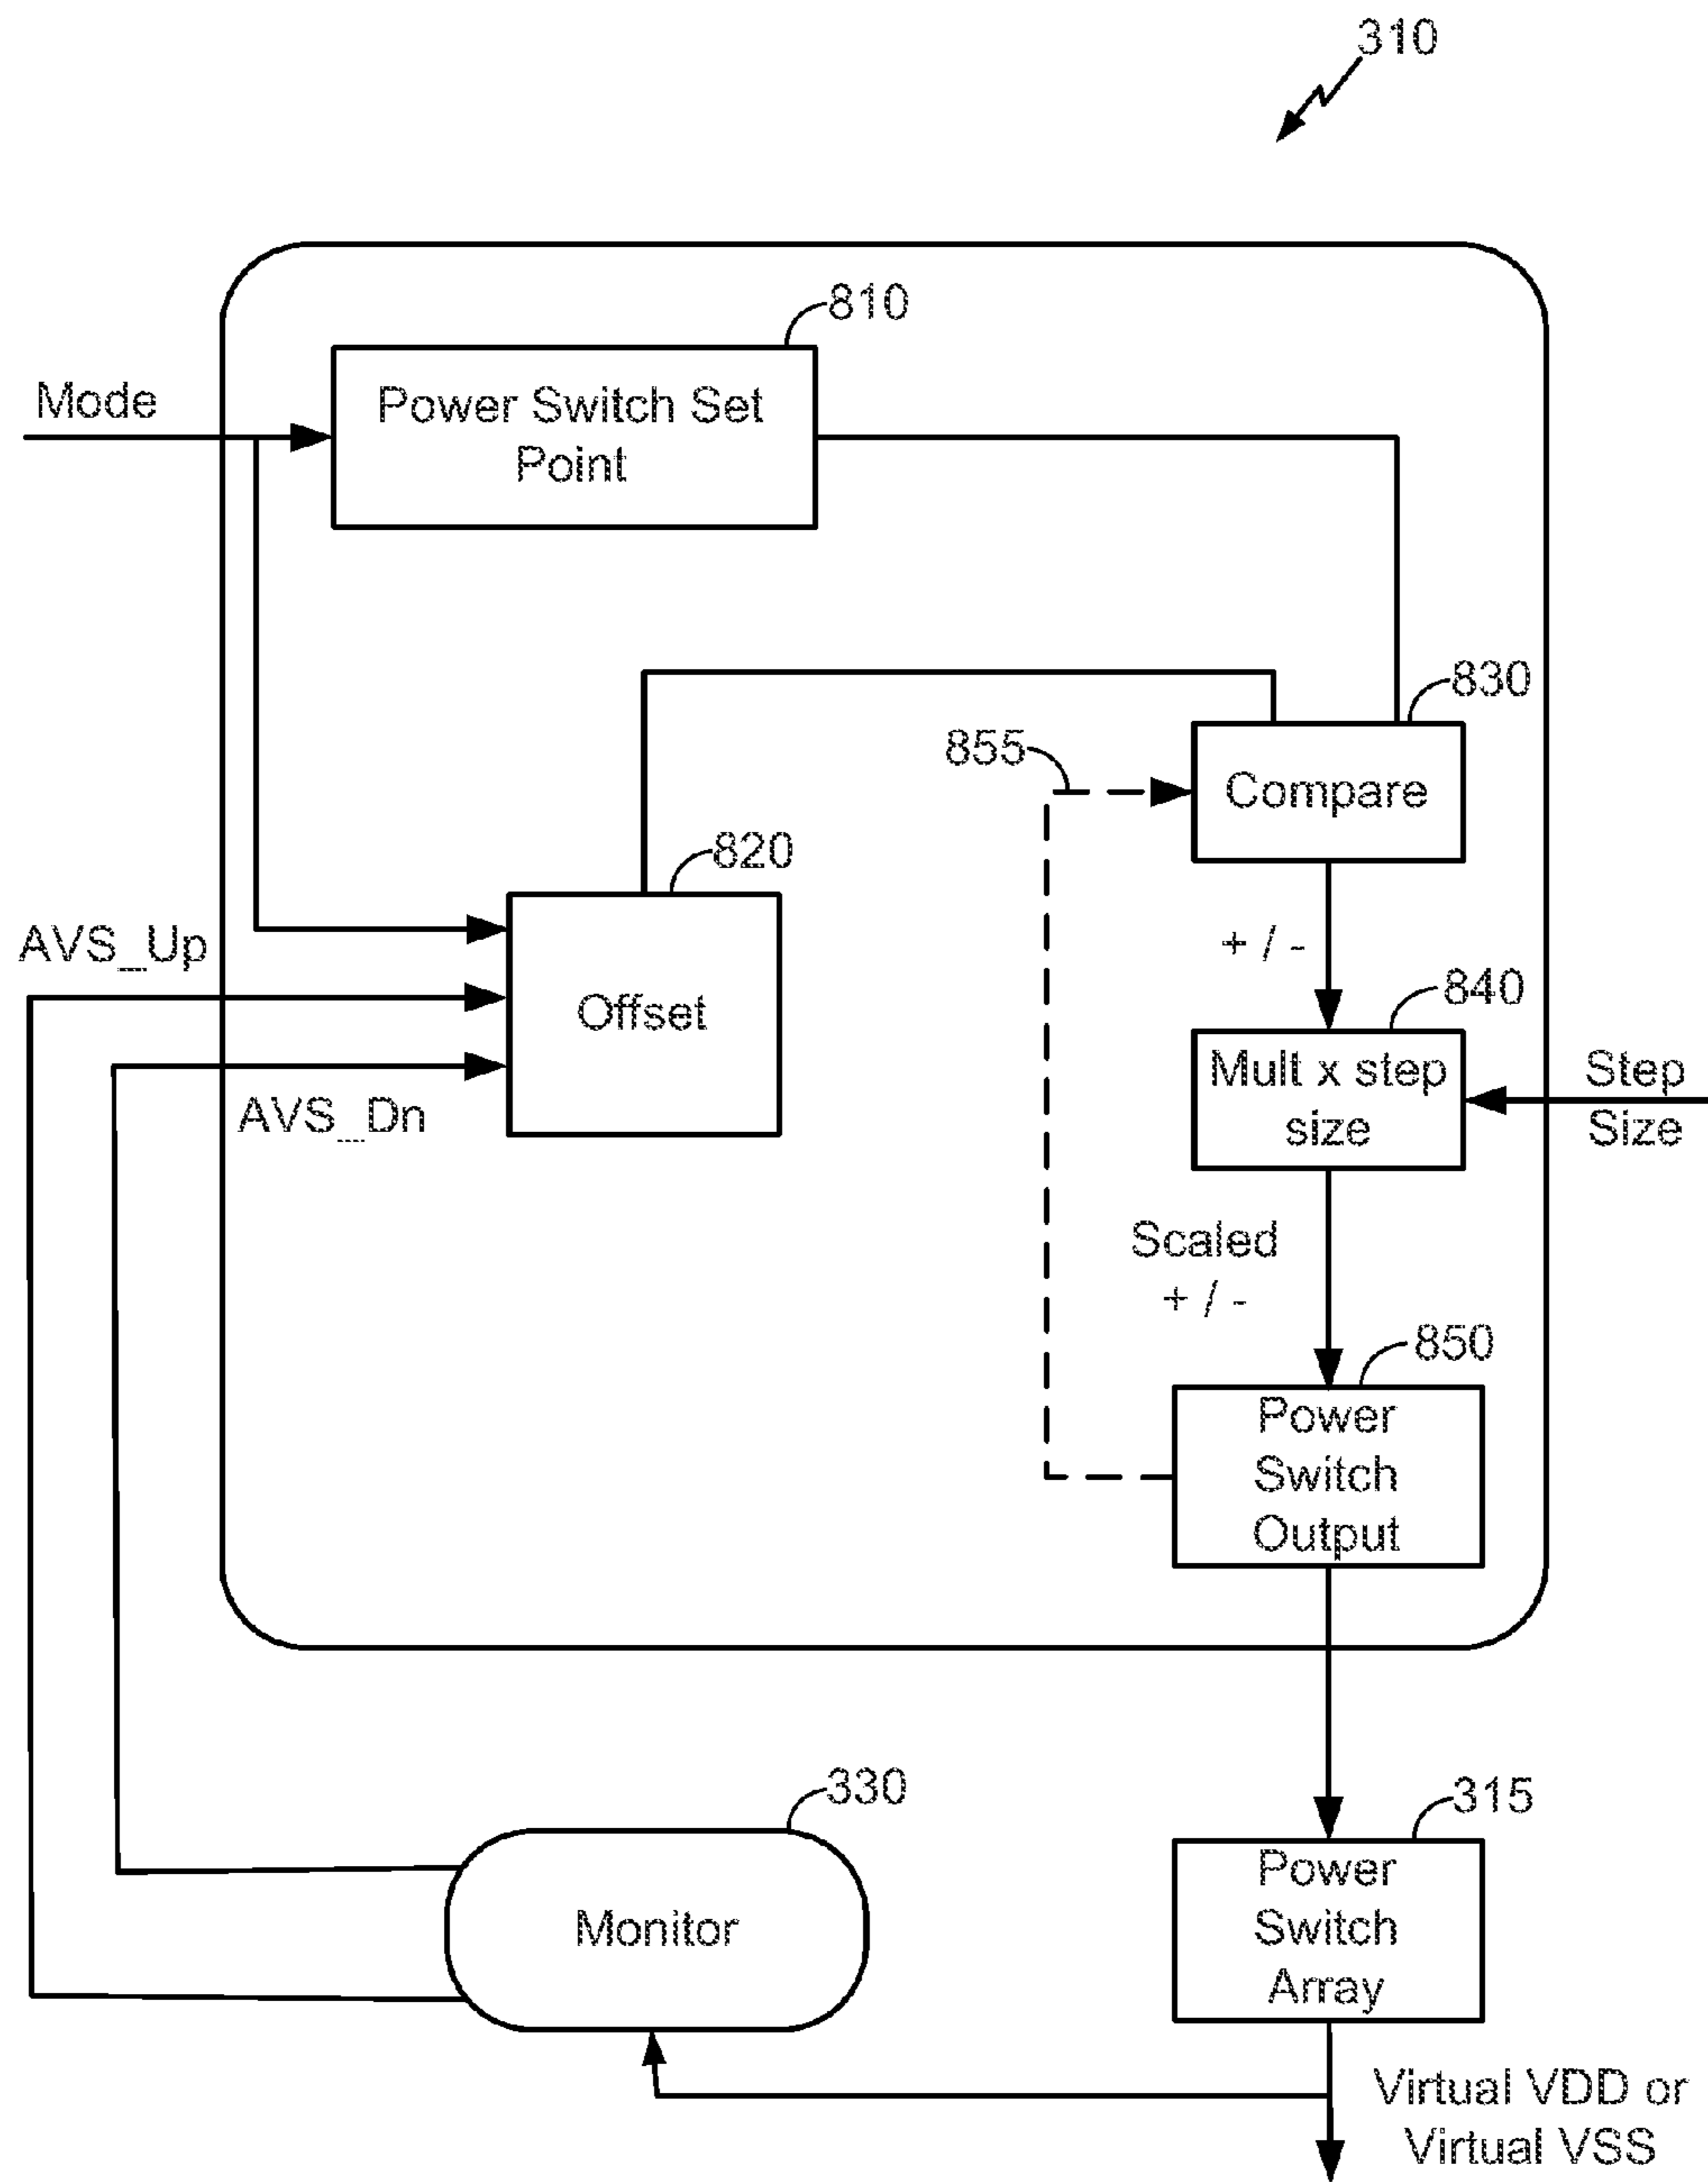 310
810
Mode
Power Switch Set
Point
830
855
Compare
820
AVS_Up
+ / -
840
Offset
Mult x step
size
Step
Size
AVS_Dn
Scaled
+ / -
850
Power
Switch
Output
330
315
Monitor
Power
Switch
Array
Virtual VDD or
Virtual VSS